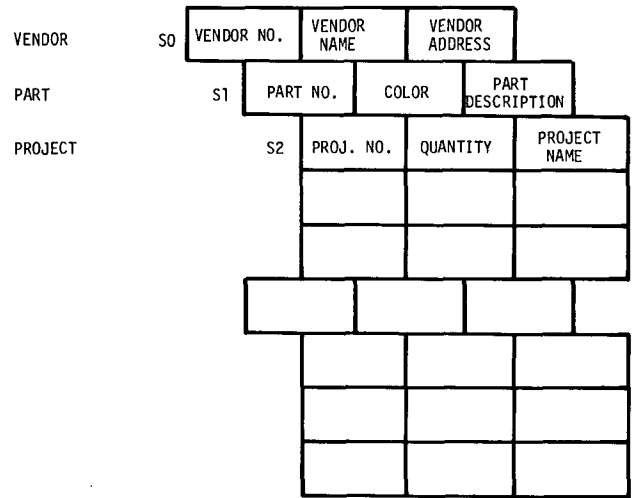 VENDOR S0 VENDOR NO. VENDOR NAME VENDOR ADDRESS
PART S1 PART NO. COLOR PART DESCRIPTION
PROJECT S2 PROJ. NO. QUANTITY PROJECT NAME